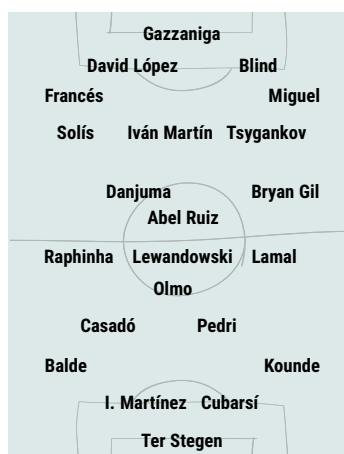 Gazzaniga
David López Blind
Francés Miguel
Solís Iván Martín Tsygankov
Danjuma Bryan Gil
Abel Ruiz
Raphinha Lewandowski Lamal
Olmo
Casadó Pedri
Balde Kounde
I. Martínez Cubarsí
Ter Stegen